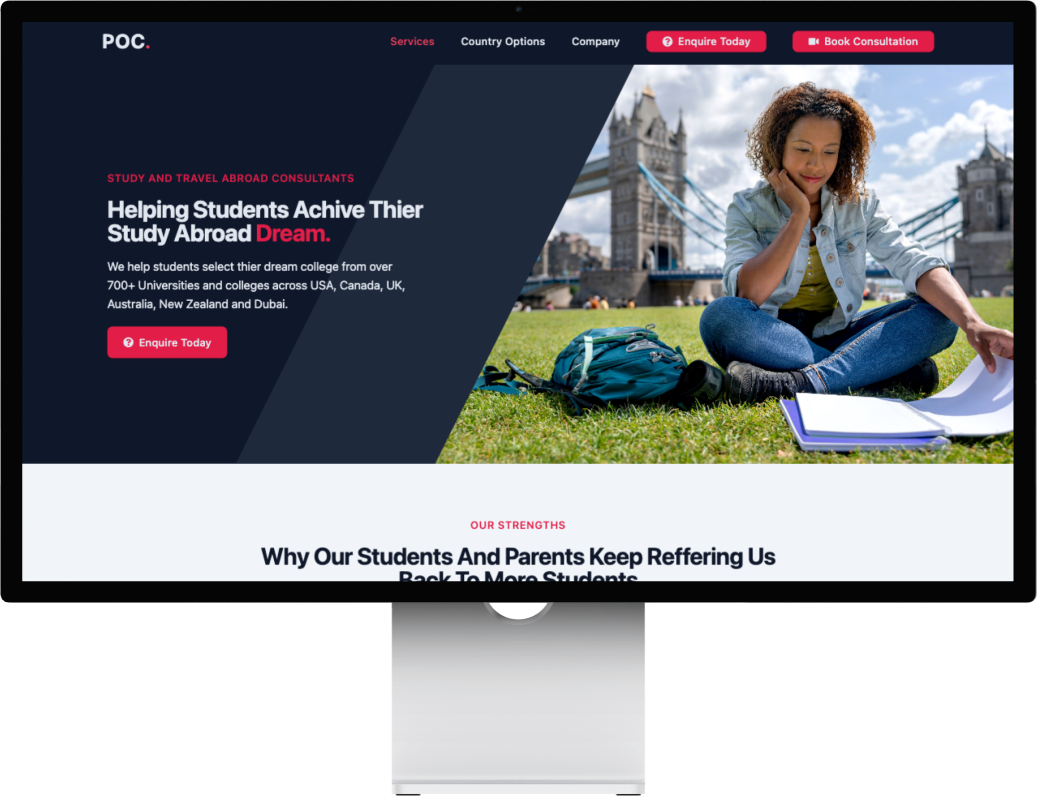 POC.
Services
Country Options
Company
Enquire Today
Book Consultation
STUDY AND TRAVEL ABROAD CONSULTANTS
Helping Students Achive Thier
Study Abroad Dream.
We help students select thier dream college from over
700+ Universities and colleges across USA, Canada, UK,
Australia, New Zealand and Dubai.
Enquire Today
OUR STRENGTHS
Why Our Students And Parents Keep Reffering Us
Back To More Students